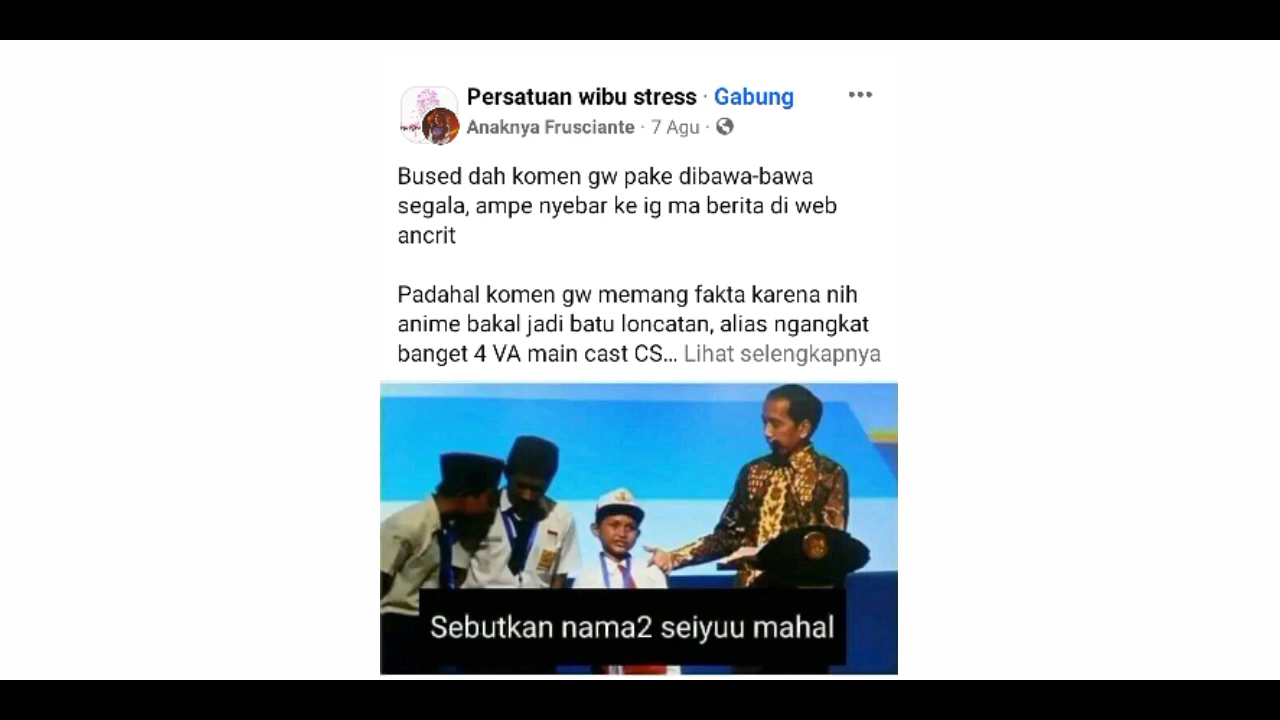 Persatuan wibu stress · Gabung
Anaknya Frusciante · 7 Agu ·
Bused dah komen gw pake dibawa-bawa
segala, ampe nyebar ke ig ma berita di web
ancrit
Padahal komen gw memang fakta karena nih
anime bakal jadi batu loncatan, alias ngangkat
banget 4 VA main cast CS... Lihat selengkapnya
Sebutkan nama2 seiyuu mahal